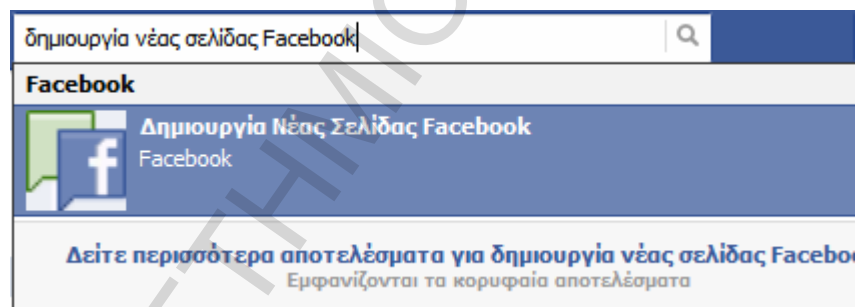 δημιουργία νέας σελίδας Facebook
Facebook
Δημιουργία Νέας Σελίδας Facebook
Facebook
Δείτε περισσότερα αποτελέσματα για δημιουργία νέας σελίδας Faceboo
Εμφανίζονται τα κορυφαία αποτελέσματα